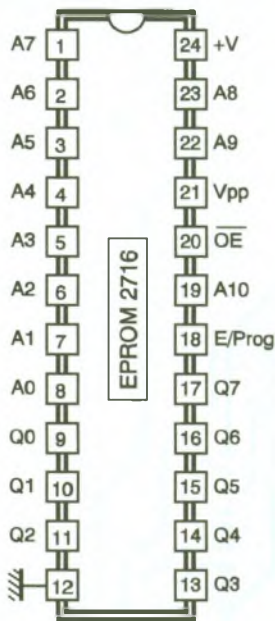 A7 1 24 +V
A6 2 23 A8
A5 3 22 A9
A4 4 21 Vpp
A3 5 20 OE
A2 6 19 A10
A1 7 18 E/Prog
A0 8 17 Q7
Q0 9 16 Q6
Q1 10 15 Q5
Q2 11 14 Q4
12 13 Q3
EPROM 2716